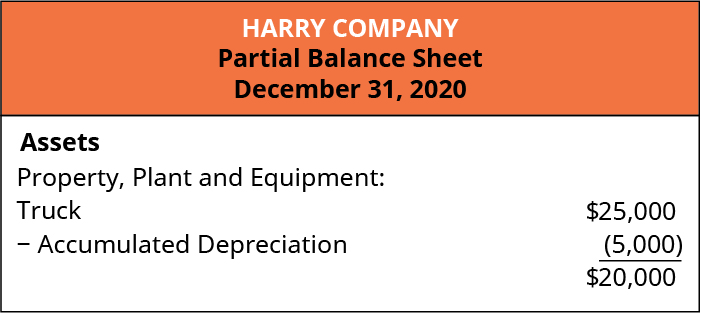 HARRY COMPANY
Partial Balance Sheet
December 31, 2020
Assets
Property, Plant and Equipment:
Truck $25,000
− Accumulated Depreciation (5,000)
$20,000